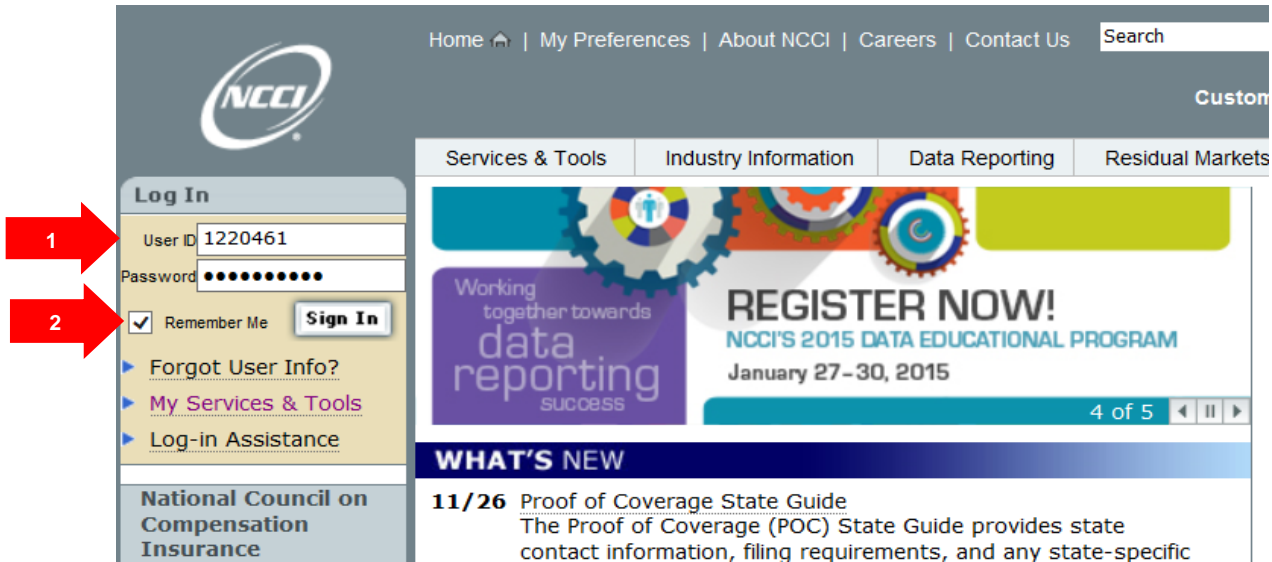 Home | My Preferences | About NCCI | Careers | Contact Us
Search
NCCI
Custom
Services & Tools
Industry Information
Data Reporting
Residual Markets
Log In
1
User ID 1220461
Password ●●●●●●●●●●
2
Remember Me
Sign In
Forgot User Info?
My Services & Tools
Log-in Assistance
National Council on
Compensation
Insurance
Working
together towards
data
reporting
success
REGISTER NOW!
NCCI'S 2015 DATA EDUCATIONAL PROGRAM
January 27–30, 2015
4 of 5
WHAT'S NEW
11/26 Proof of Coverage State Guide
The Proof of Coverage (POC) State Guide provides state
contact information, filing requirements, and any state-specific